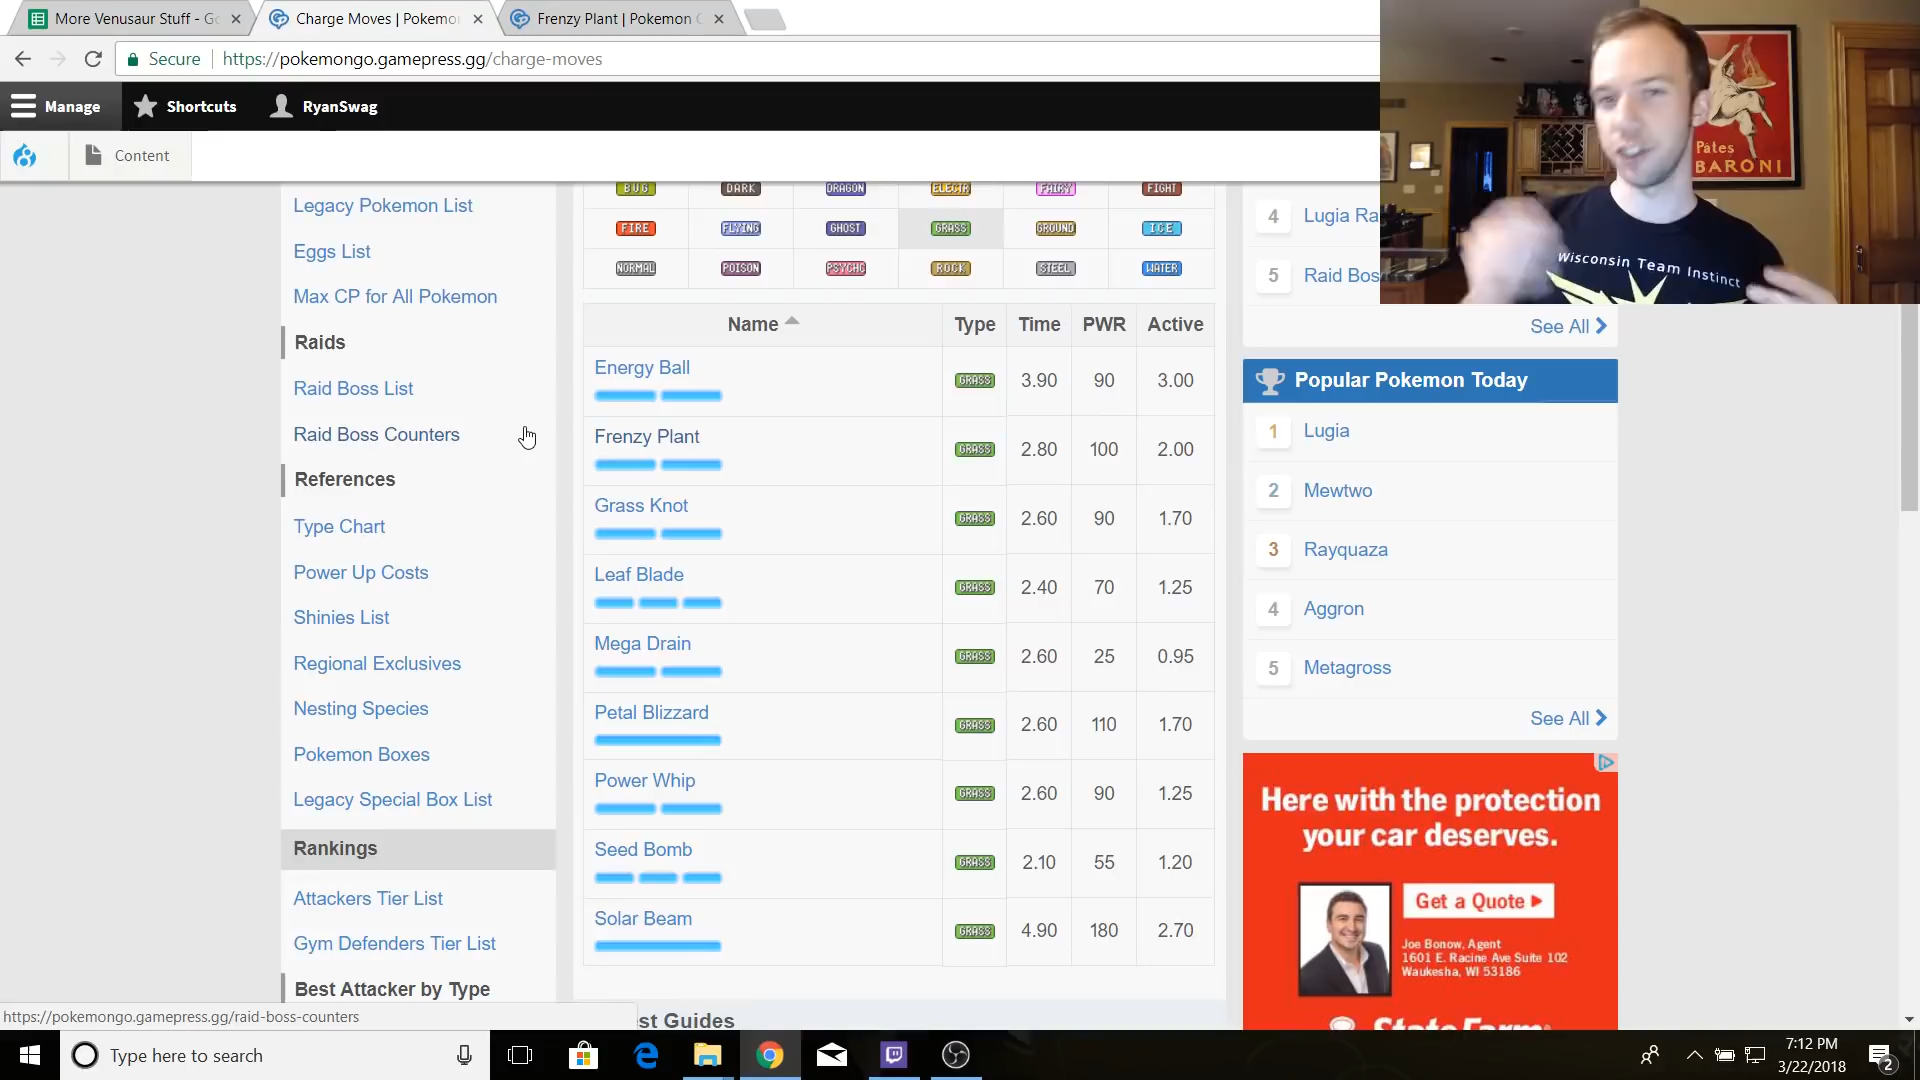 More Venusaur Stuff - Go
Charge Moves | Pokemon
Frenzy Plant | Pokemon G
Secure
https://pokemongo.gamepress.gg/charge-moves
Manage
Shortcuts
RyanSwag
Content
Legacy Pokemon List
Eggs List
Max CP for All Pokemon
Raids
Raid Boss List
Raid Boss Counters
References
Type Chart
Power Up Costs
Shinies List
Regional Exclusives
Nesting Species
Pokemon Boxes
Legacy Special Box List
Rankings
Attackers Tier List
Gym Defenders Tier List
Best Attacker by Type
https://pokemongo.gamepress.gg/raid-boss-counters
BUG DARK DRAGON ELECTR FAIRY FIGHT
FIRE FLYING GHOST GRASS GROUND ICE
NORMAL POISON PSYCHC ROCK STEEL WATER
Name Type Time PWR Active
Energy Ball GRASS 3.90 90 3.00
Frenzy Plant GRASS 2.80 100 2.00
Grass Knot GRASS 2.60 90 1.70
Leaf Blade GRASS 2.40 70 1.25
Mega Drain GRASS 2.60 25 0.95
Petal Blizzard GRASS 2.60 110 1.70
Power Whip GRASS 2.60 90 1.25
Seed Bomb GRASS 2.10 55 1.20
Solar Beam GRASS 4.90 180 2.70
st Guides
4 Lugia Ra
5 Raid Bos
See All
Popular Pokemon Today
1 Lugia
2 Mewtwo
3 Rayquaza
4 Aggron
5 Metagross
See All
Here with the protection
your car deserves.
Get a Quote
Joe Bonow, Agent
1601 E. Racine Ave Suite 102
Waukesha, WI 53186
State Farm
Pâtes
BARONI
Wisconsin Team Instinct
Type here to search
7:12 PM
3/22/2018
2